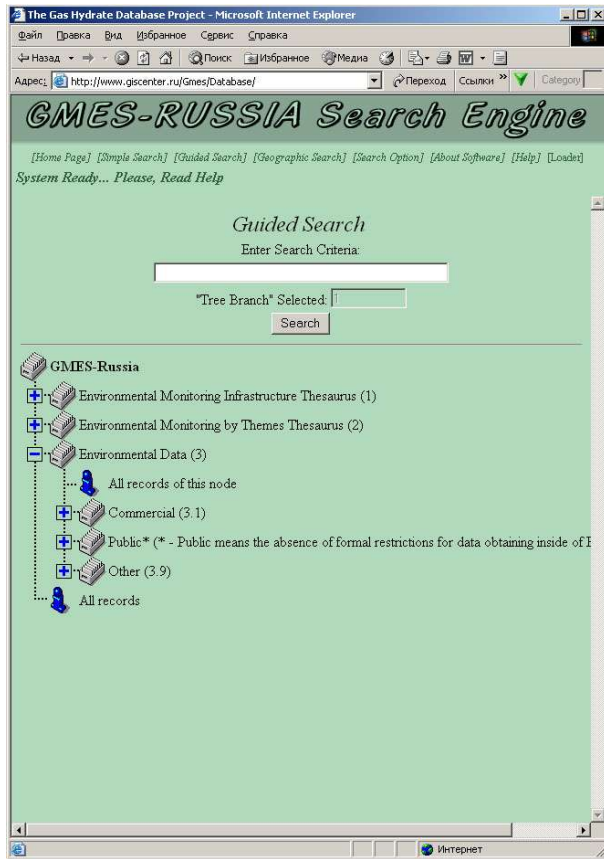 The Gas Hydrate Database Project - Microsoft Internet Explorer
Файл Правка Вид Избранное Сервис Справка
Назад Поиск Избранное Медиа
Адрес: http://www.giscenter.ru/Gmes/Database/ Переход Ссылки » Category
GMES-RUSSIA Search Engine
[Home Page] [Simple Search] [Guided Search] [Geographic Search] [Search Option] [About Software] [Help] [Loader]
System Ready... Please, Read Help
Guided Search
Enter Search Criteria:
"Tree Branch" Selected: 1
Search
GMES-Russia
Environmental Monitoring Infrastructure Thesaurus (1)
Environmental Monitoring by Themes Thesaurus (2)
Environmental Data (3)
All records of this node
Commercial (3.1)
Public* (* - Public means the absence of formal restrictions for data obtaining inside of
Other (3.9)
All records
Интернет